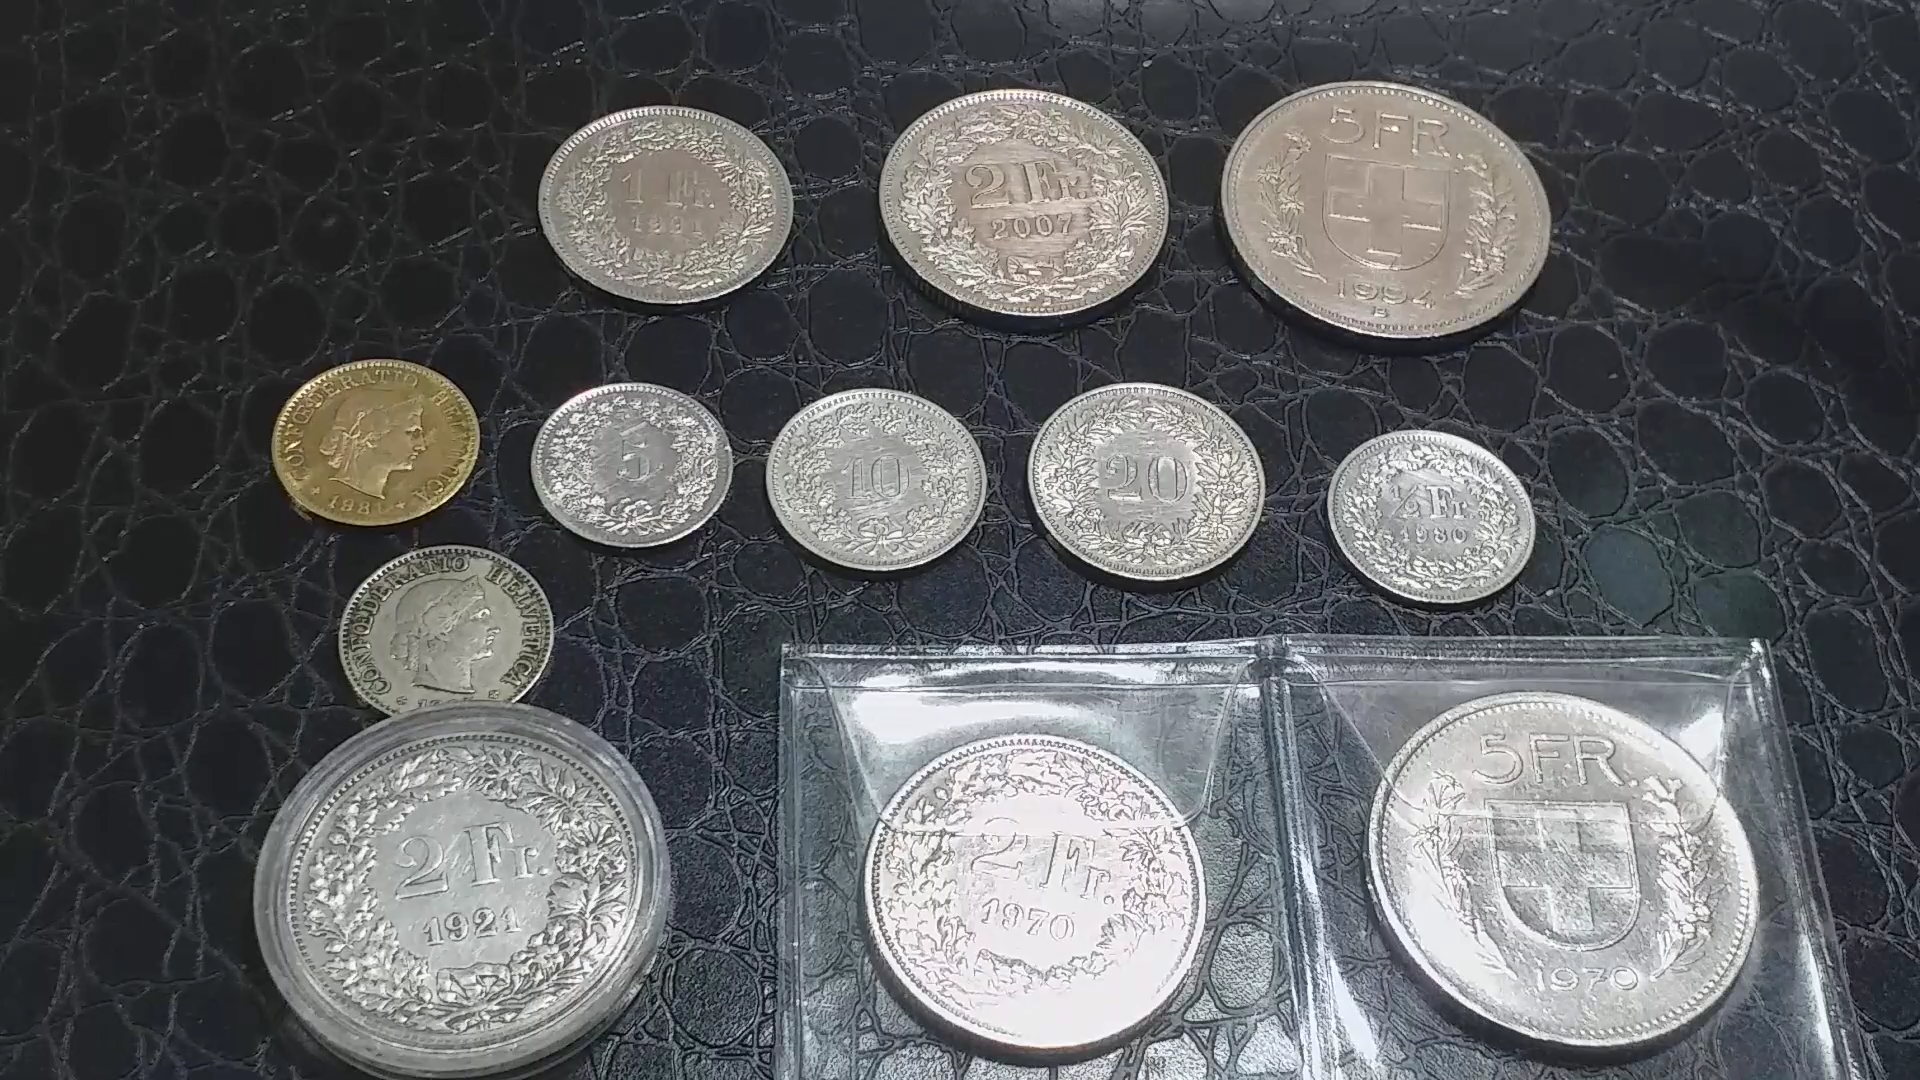 1 Fr.
2 Fr.
2007
5 FR.
1994
B
CONFOEDERATIO HELVETICA
5
10
20
½ Fr.
1980
CONFOEDERATIO HELVETICA
2 Fr.
1921
2 Fr.
1970
5 FR.
1970